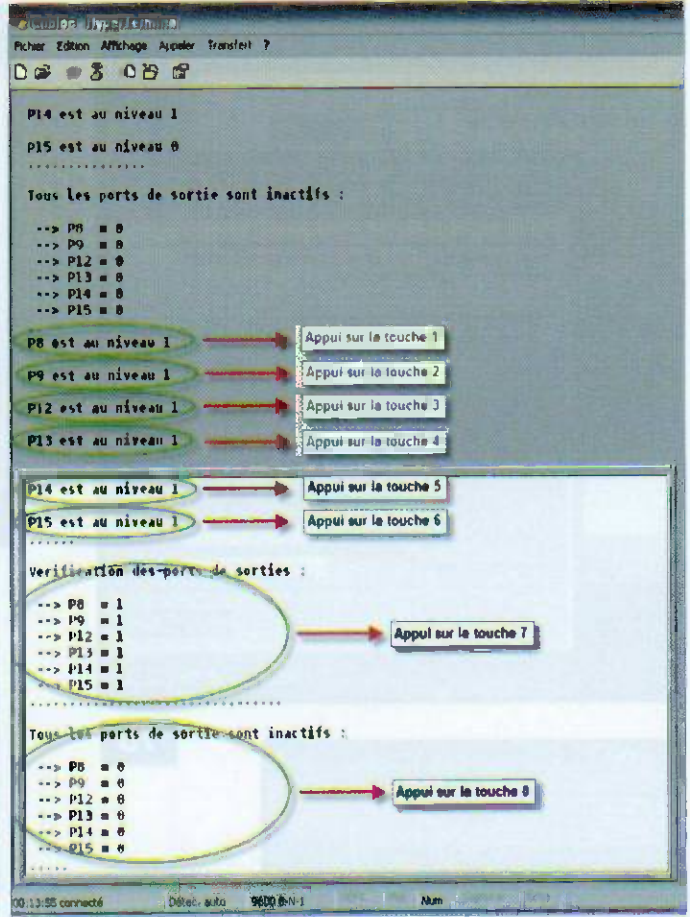 Fichier Edition Affichage Appeler Transfert ?
P14 est au niveau 1
P15 est au niveau 0
................
Tous les ports de sortie sont inactifs :
--> P8 = 0
--> P9 = 0
--> P12 = 0
--> P13 = 0
--> P14 = 0
--> P15 = 0
P8 est au niveau 1 Appui sur la touche 1
P9 est au niveau 1 Appui sur la touche 2
P12 est au niveau 1 Appui sur la touche 3
P13 est au niveau 1 Appui sur la touche 4
P14 est au niveau 1 Appui sur la touche 5
P15 est au niveau 1 Appui sur la touche 6
......
Verification des ports de sorties :
--> P8 = 1
--> P9 = 1
--> P12 = 1
--> P13 = 1
--> P14 = 1
--> P15 = 1
Appui sur la touche 7
................................
Tous les ports de sortie sont inactifs :
--> P8 = 0
--> P9 = 0
--> P12 = 0
--> P13 = 0
--> P14 = 0
--> P15 = 0
Appui sur la touche 8
.....
00:13:55 connecté Détec. auto 9600 8-N-1 Num